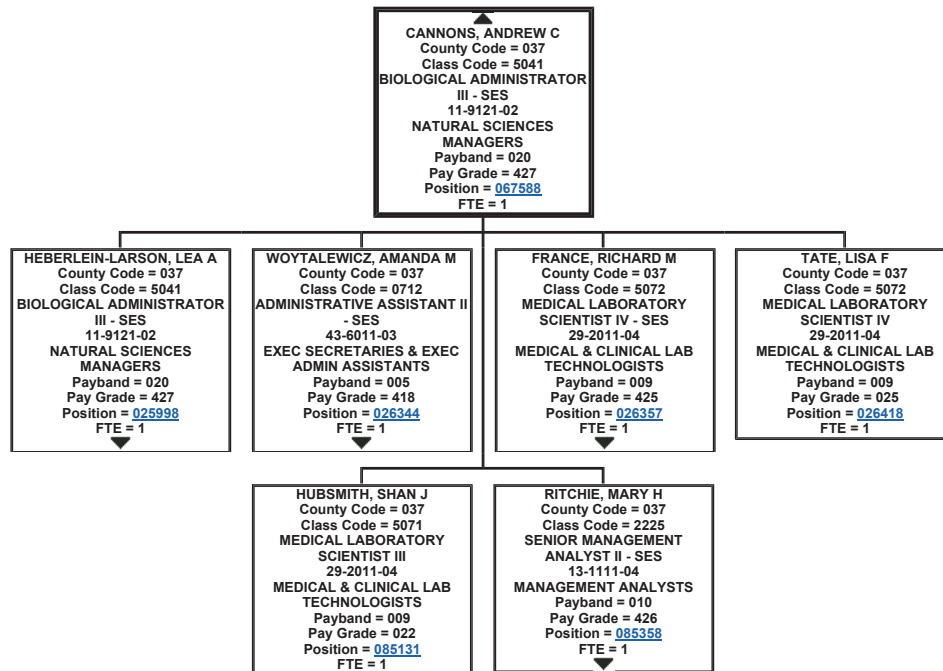 CANNONS, ANDREW C
County Code = 037
Class Code = 5041
BIOLOGICAL ADMINISTRATOR
III - SES
11-9121-02
NATURAL SCIENCES
MANAGERS
Payband = 020
Pay Grade = 427
Position = 067588
FTE = 1
HEBERLEIN-LARSON, LEA A
County Code = 037
Class Code = 5041
BIOLOGICAL ADMINISTRATOR
III - SES
11-9121-02
NATURAL SCIENCES
MANAGERS
Payband = 020
Pay Grade = 427
Position = 025998
FTE = 1
WOYTALEWICZ, AMANDA M
County Code = 037
Class Code = 0712
ADMINISTRATIVE ASSISTANT II
- SES
43-6011-03
EXEC SECRETARIES & EXEC
ADMIN ASSISTANTS
Payband = 005
Pay Grade = 418
Position = 026344
FTE = 1
FRANCE, RICHARD M
County Code = 037
Class Code = 5072
MEDICAL LABORATORY
SCIENTIST IV - SES
29-2011-04
MEDICAL & CLINICAL LAB
TECHNOLOGISTS
Payband = 009
Pay Grade = 425
Position = 026357
FTE = 1
TATE, LISA F
County Code = 037
Class Code = 5072
MEDICAL LABORATORY
SCIENTIST IV
29-2011-04
MEDICAL & CLINICAL LAB
TECHNOLOGISTS
Payband = 009
Pay Grade = 025
Position = 026418
FTE = 1
HUBSMITH, SHAN J
County Code = 037
Class Code = 5071
MEDICAL LABORATORY
SCIENTIST III
29-2011-04
MEDICAL & CLINICAL LAB
TECHNOLOGISTS
Payband = 009
Pay Grade = 022
Position = 085131
FTE = 1
RITCHIE, MARY H
County Code = 037
Class Code = 2225
SENIOR MANAGEMENT
ANALYST II - SES
13-1111-04
MANAGEMENT ANALYSTS
Payband = 010
Pay Grade = 426
Position = 085358
FTE = 1